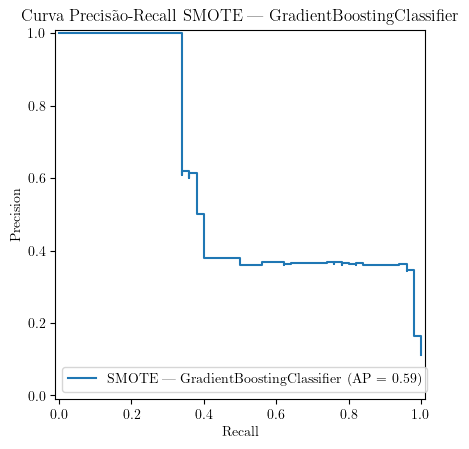 Curva Precisão-Recall SMOTE — GradientBoostingClassifier
1.0
0.8
0.6
0.4
0.2
0.0
Precision
SMOTE — GradientBoostingClassifier (AP = 0.59)
0.0 0.2 0.4 0.6 0.8 1.0
Recall